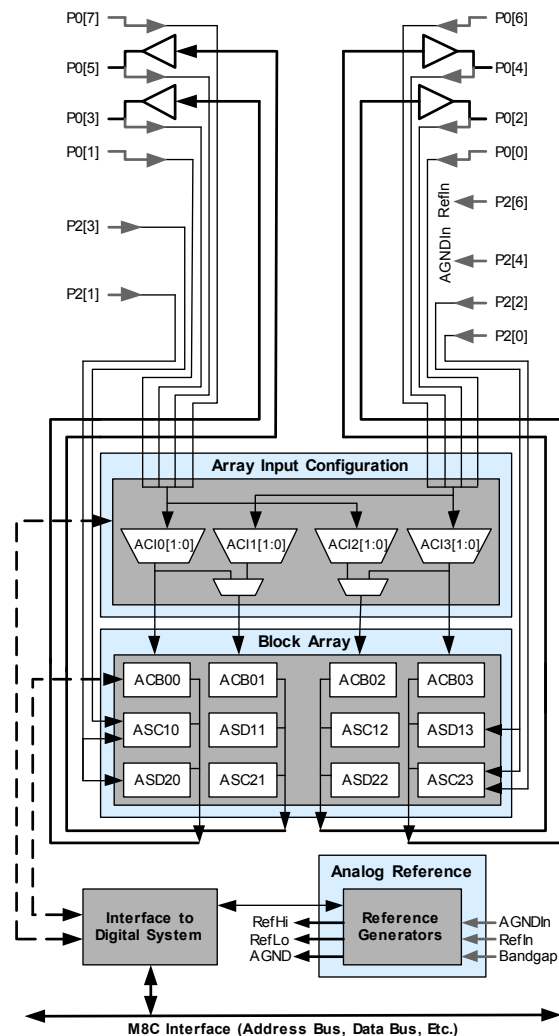 P0[7] P0[6]
P0[5] P0[4]
P0[3] P0[2]
P0[1] P0[0]
AGNDIn RefIn
P2[6]
P2[3]
P2[4]
P2[1] P2[2]
P2[0]
Array Input Configuration
ACI0[1:0] ACI1[1:0] ACI2[1:0] ACI3[1:0]
Block Array
ACB00 ACB01 ACB02 ACB03
ASC10 ASD11 ASC12 ASD13
ASD20 ASC21 ASD22 ASC23
Analog Reference
Interface to
Digital System
RefHi
RefLo
AGND
Reference
Generators
AGNDIn
RefIn
Bandgap
M8C Interface (Address Bus, Data Bus, Etc.)